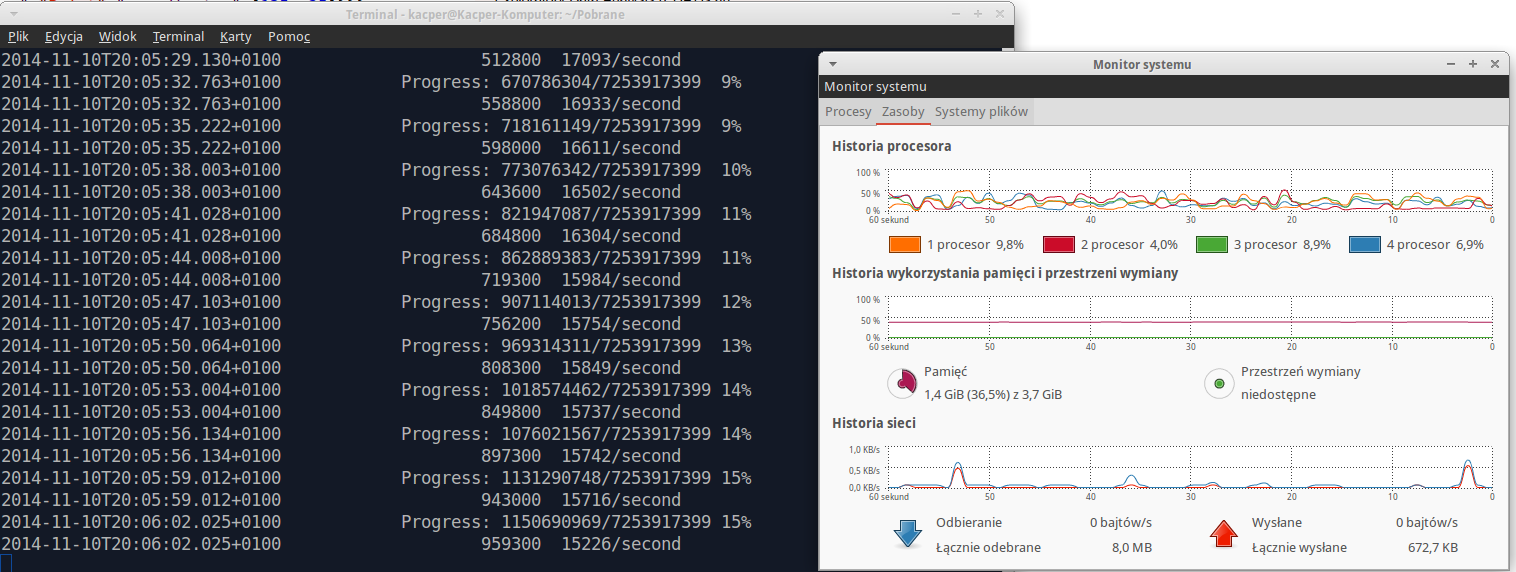 Terminal - kacper@Kacper-Komputer: ~/Pobrane
Plik Edycja Widok Terminal Karty Pomoc
2014-11-10T20:05:29.130+0100 512800 17093/second
2014-11-10T20:05:32.763+0100 Progress: 670786304/7253917399 9%
2014-11-10T20:05:32.763+0100 558800 16933/second
2014-11-10T20:05:35.222+0100 Progress: 718161149/7253917399 9%
2014-11-10T20:05:35.222+0100 598000 16611/second
2014-11-10T20:05:38.003+0100 Progress: 773076342/7253917399 10%
2014-11-10T20:05:38.003+0100 643600 16502/second
2014-11-10T20:05:41.028+0100 Progress: 821947087/7253917399 11%
2014-11-10T20:05:41.028+0100 684800 16304/second
2014-11-10T20:05:44.008+0100 Progress: 862889383/7253917399 11%
2014-11-10T20:05:44.008+0100 719300 15984/second
2014-11-10T20:05:47.103+0100 Progress: 907114013/7253917399 12%
2014-11-10T20:05:47.103+0100 756200 15754/second
2014-11-10T20:05:50.064+0100 Progress: 969314311/7253917399 13%
2014-11-10T20:05:50.064+0100 808300 15849/second
2014-11-10T20:05:53.004+0100 Progress: 1018574462/7253917399 14%
2014-11-10T20:05:53.004+0100 849800 15737/second
2014-11-10T20:05:56.134+0100 Progress: 1076021567/7253917399 14%
2014-11-10T20:05:56.134+0100 897300 15742/second
2014-11-10T20:05:59.012+0100 Progress: 1131290748/7253917399 15%
2014-11-10T20:05:59.012+0100 943000 15716/second
2014-11-10T20:06:02.025+0100 Progress: 1150690969/7253917399 15%
2014-11-10T20:06:02.025+0100 959300 15226/second
Monitor systemu
Monitor systemu
Procesy Zasoby Systemy plików
Historia procesora
100 %
50 %
0 %
60 sekund 50 40 30 20 10 0
1 procesor 9,8% 2 procesor 4,0% 3 procesor 8,9% 4 procesor 6,9%
Historia wykorzystania pamięci i przestrzeni wymiany
100 %
50 %
0 %
60 sekund 50 40 30 20 10 0
Pamięć Przestrzeń wymiany
1,4 GiB (36,5%) z 3,7 GiB niedostępne
Historia sieci
1,0 KB/s
0,5 KB/s
0,0 KB/s
60 sekund 50 40 30 20 10 0
Odbieranie 0 bajtów/s Wysłane 0 bajtów/s
Łącznie odebrane 8,0 MB Łącznie wysłane 672,7 KB